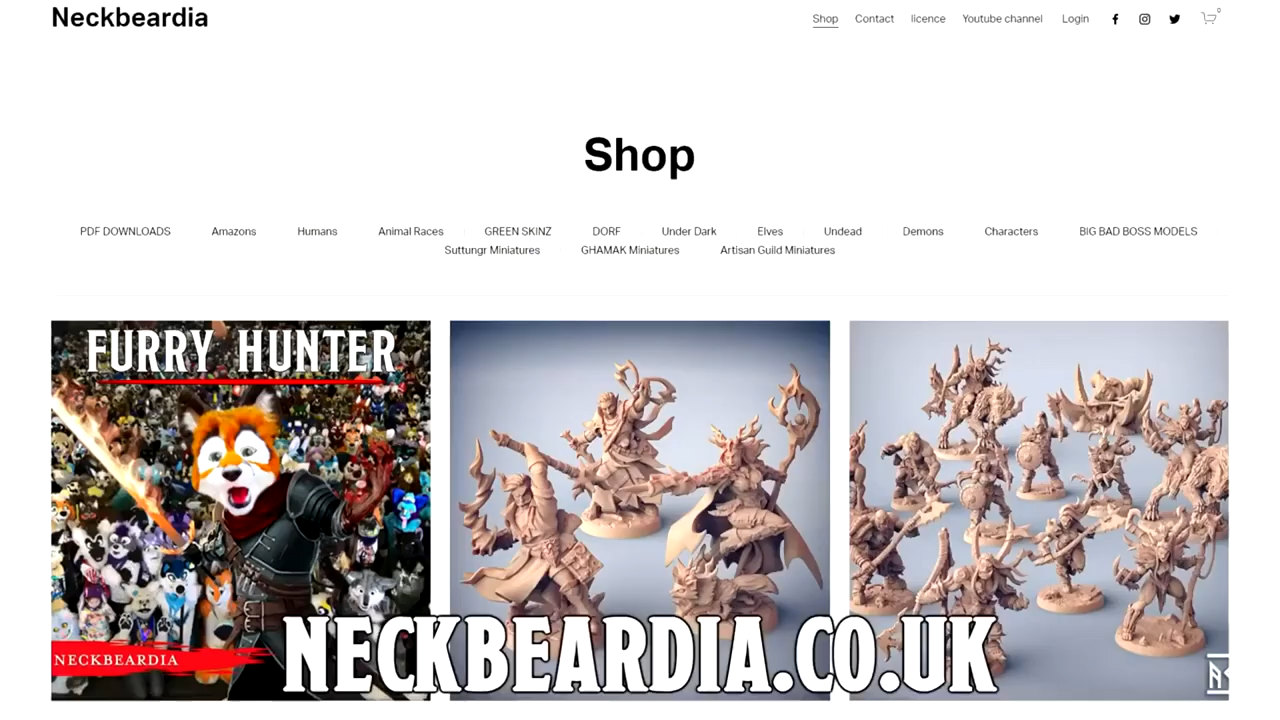 Neckbeardia
Shop Contact licence Youtube channel Login 0
Shop
PDF DOWNLOADS Amazons Humans Animal Races GREEN SKINZ DORF Under Dark Elves Undead Demons Characters BIG BAD BOSS MODELS
Suttungr Miniatures GHAMAK Miniatures Artisan Guild Miniatures
FURRY HUNTER
NECKBEARDIA
NECKBEARDIA.CO.UK